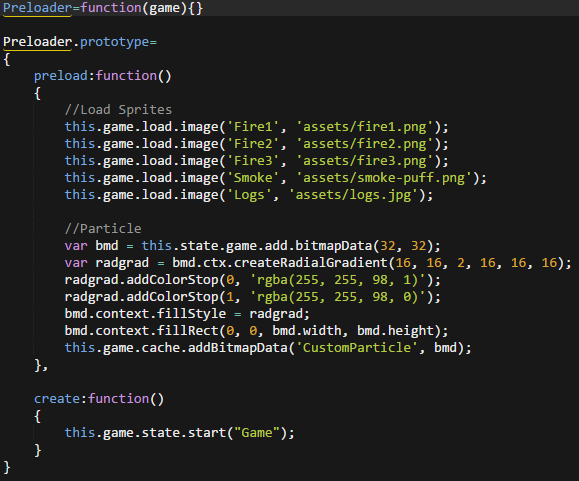 Preloader=function(game){}
Preloader.prototype=
{
preload:function()
{
//Load Sprites
this.game.load.image('Fire1', 'assets/fire1.png');
this.game.load.image('Fire2', 'assets/fire2.png');
this.game.load.image('Fire3', 'assets/fire3.png');
this.game.load.image('Smoke', 'assets/smoke-puff.png');
this.game.load.image('Logs', 'assets/logs.jpg');
//Particle
var bmd = this.state.game.add.bitmapData(32, 32);
var radgrad = bmd.ctx.createRadialGradient(16, 16, 2, 16, 16, 16);
radgrad.addColorStop(0, 'rgba(255, 255, 98, 1)');
radgrad.addColorStop(1, 'rgba(255, 255, 98, 0)');
bmd.context.fillStyle = radgrad;
bmd.context.fillRect(0, 0, bmd.width, bmd.height);
this.game.cache.addBitmapData('CustomParticle', bmd);
},
create:function()
{
this.game.state.start("Game");
}
}